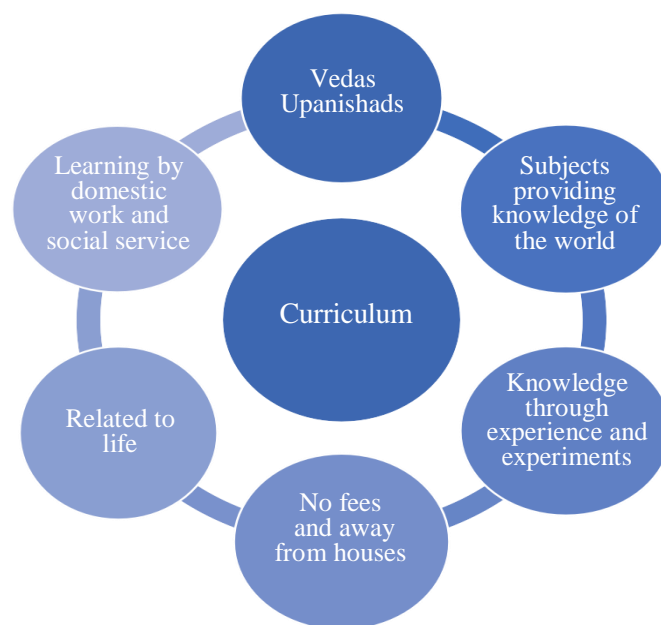 Vedas
Upanishads
Subjects
providing
knowledge of
the world
Knowledge
through
experience and
experiments
No fees
and away
from houses
Related to
life
Learning by
domestic
work and
social service
Curriculum